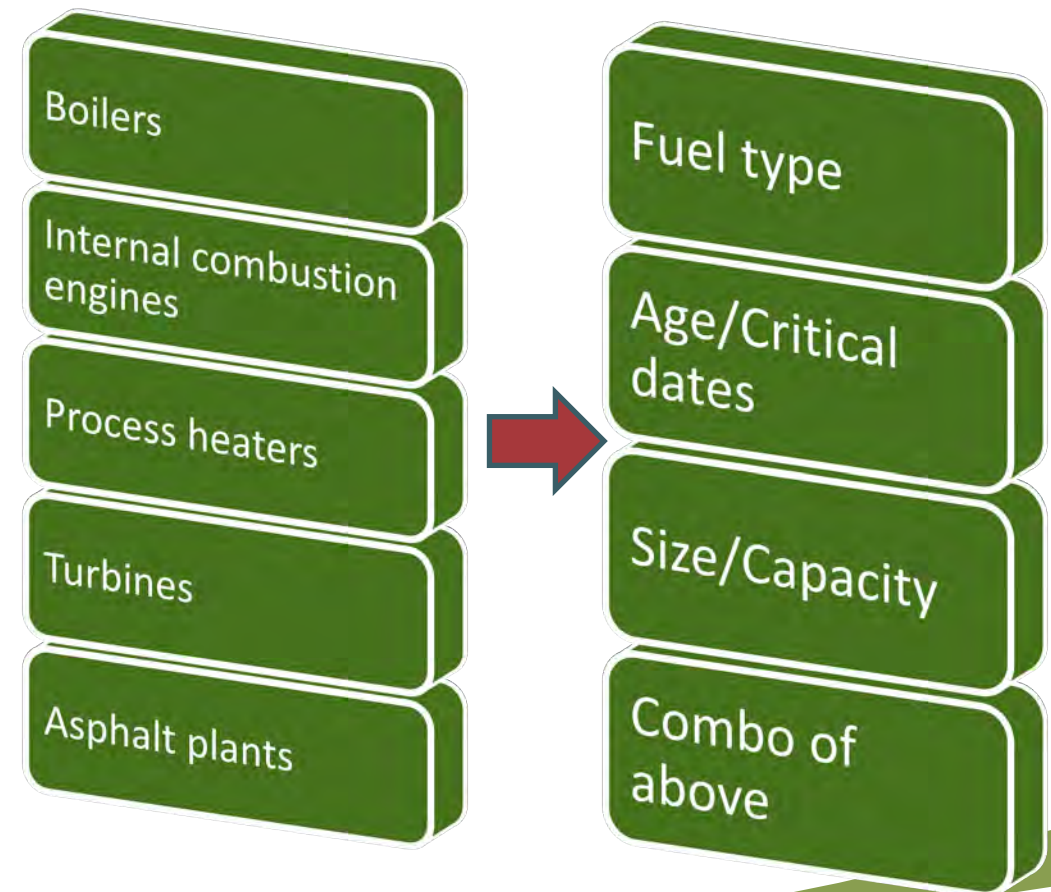 Boilers
Internal combustion
engines
Process heaters
Turbines
Asphalt plants
Fuel type
Age/Critical
dates
Size/Capacity
Combo of
above